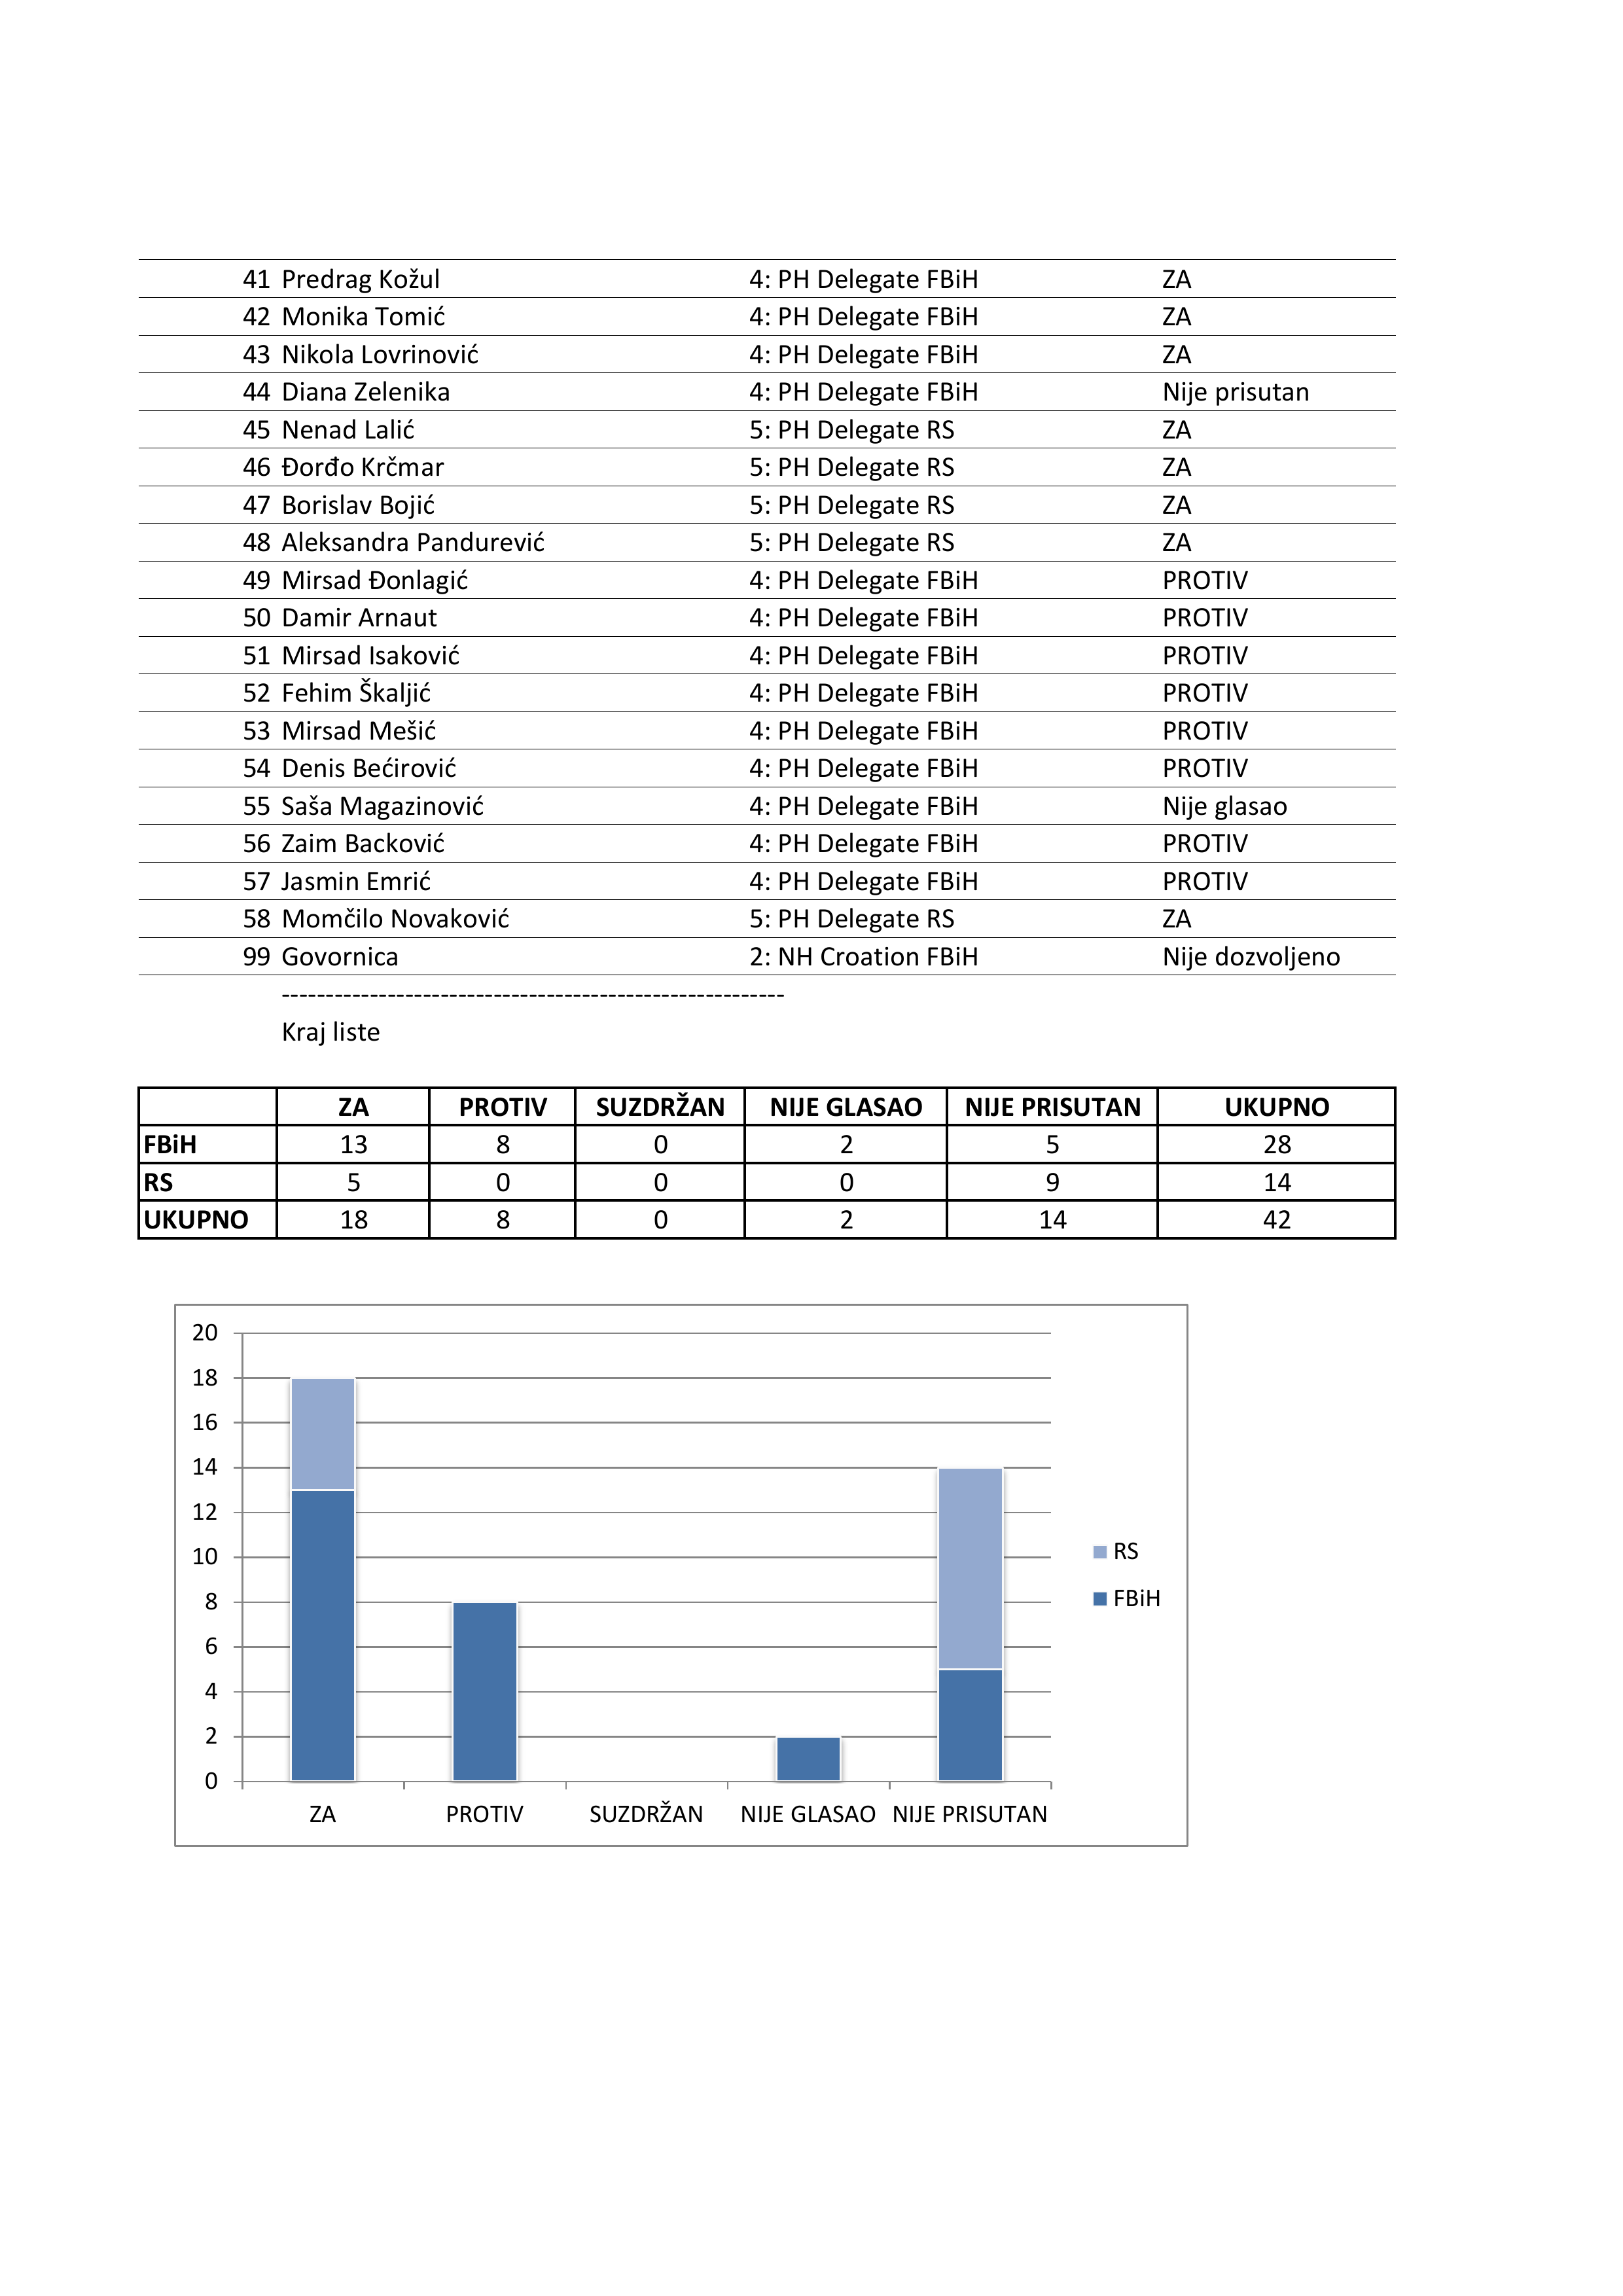 41 Predrag Kožul 4: PH Delegate FBiH ZA
42 Monika Tomić 4: PH Delegate FBiH ZA
43 Nikola Lovrinović 4: PH Delegate FBiH ZA
44 Diana Zelenika 4: PH Delegate FBiH Nije prisutan
45 Nenad Lalić 5: PH Delegate RS ZA
46 Đorđo Krčmar 5: PH Delegate RS ZA
47 Borislav Bojić 5: PH Delegate RS ZA
48 Aleksandra Pandurević 5: PH Delegate RS ZA
49 Mirsad Đonlagić 4: PH Delegate FBiH PROTIV
50 Damir Arnaut 4: PH Delegate FBiH PROTIV
51 Mirsad Isaković 4: PH Delegate FBiH PROTIV
52 Fehim Škaljić 4: PH Delegate FBiH PROTIV
53 Mirsad Mešić 4: PH Delegate FBiH PROTIV
54 Denis Bećirović 4: PH Delegate FBiH PROTIV
55 Saša Magazinović 4: PH Delegate FBiH Nije glasao
56 Zaim Backović 4: PH Delegate FBiH PROTIV
57 Jasmin Emrić 4: PH Delegate FBiH PROTIV
58 Momčilo Novaković 5: PH Delegate RS ZA
99 Govornica 2: NH Croation FBiH Nije dozvoljeno
---------------------------------------------------------
Kraj liste
ZA PROTIV SUZDRŽAN NIJE GLASAO NIJE PRISUTAN UKUPNO
FBiH 13 8 0 2 5 28
RS 5 0 0 0 9 14
UKUPNO 18 8 0 2 14 42
20
18
16
14
12
10
8
6
4
2
0
ZA PROTIV SUZDRŽAN NIJE GLASAO NIJE PRISUTAN
RS
FBiH